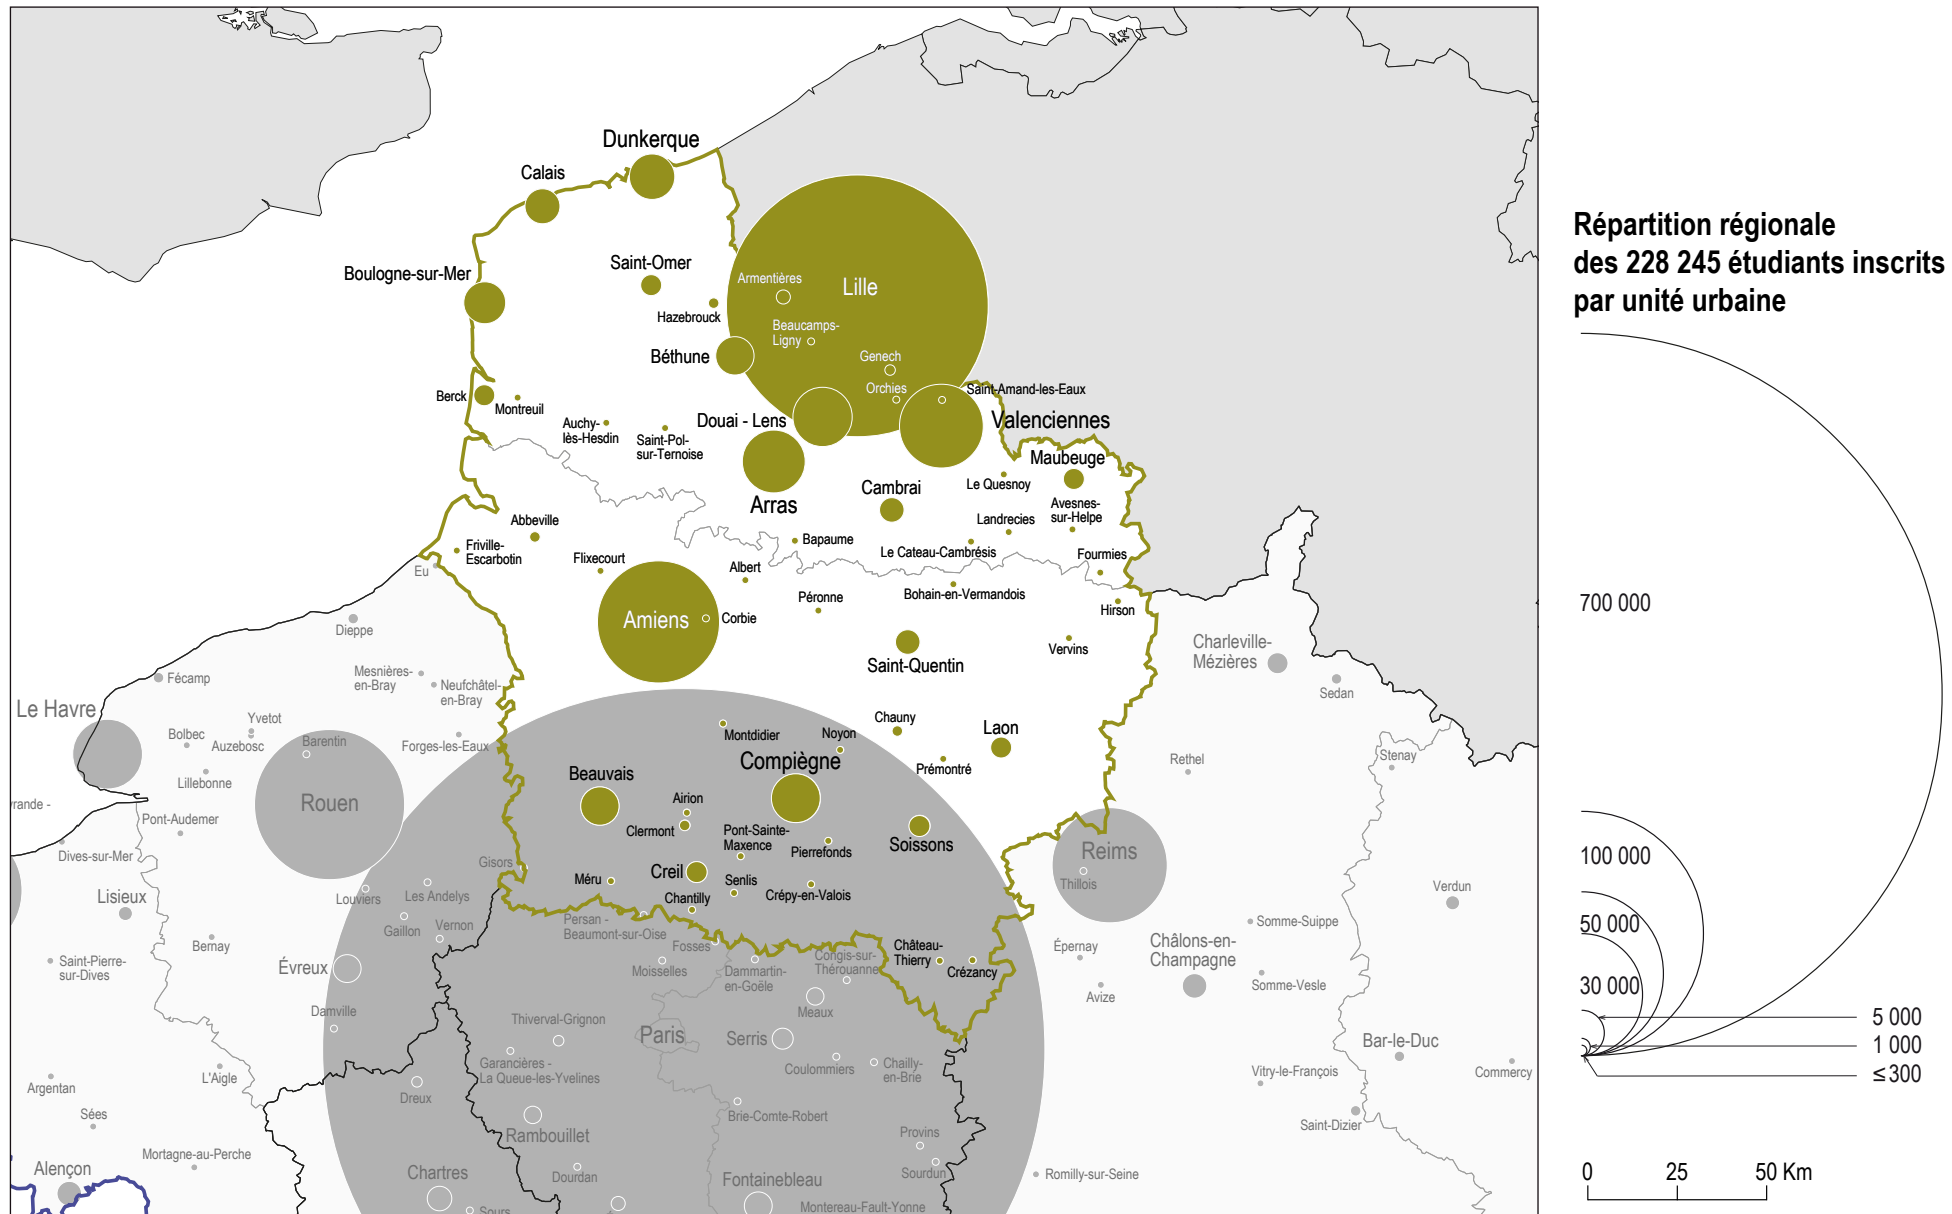 Répartition régionale
des 228 245 étudiants inscrits
par unité urbaine
700 000
100 000
50 000
30 000
5 000
1 000
≤ 300
0 25 50 Km
Dunkerque
Calais
Boulogne-sur-Mer
Saint-Omer
Hazebrouck
Armentières
Lille
Beaucamps-
Ligny
Genech
Orchies
Béthune
Berck
Montreuil
Auchy-
lès-Hesdin
Saint-Pol-
sur-Ternoise
Douai - Lens
Saint-Amand-les-Eaux
Valenciennes
Arras
Cambrai
Le Quesnoy
Maubeuge
Avesnes-
sur-Helpe
Landrecies
Le Cateau-Cambrésis
Fourmies
Bapaume
Abbeville
Friville-
Escarbotin
Eu
Flixecourt
Albert
Péronne
Bohain-en-Vermandois
Hirson
Amiens
Corbie
Saint-Quentin
Vervins
Dieppe
Mesnières-
en-Bray
Neufchâtel-
en-Bray
Fécamp
Le Havre
Bolbec
Yvetot
Auzebosc
Lillebonne
Barentin
Forges-les-Eaux
Rouen
Pont-Audemer
rande -
Dives-sur-Mer
Lisieux
Bernay
Saint-Pierre-
sur-Dives
Louviers
Les Andelys
Gaillon
Vernon
Gisors
Évreux
Damville
Argentan
L'Aigle
Sées
Mortagne-au-Perche
Alençon
Montdidier
Noyon
Chauny
Laon
Prémontré
Beauvais
Compiègne
Airion
Clermont
Pont-Sainte-
Maxence
Pierrefonds
Soissons
Creil
Méru
Chantilly
Senlis
Crépy-en-Valois
Château-
Thierry
Crézancy
Persan -
Beaumont-sur-Oise
Fosses
Moisselles
Dammartin-
en-Goële
Congis-sur-
Thérouanne
Meaux
Paris
Serris
Coulommiers
Chailly-
en-Brie
Thiverval-Grignon
Garancières -
La Queue-les-Yvelines
Dreux
Rambouillet
Brie-Comte-Robert
Provins
Sourdun
Dourdan
Chartres
Sours
Fontainebleau
Montereau-Fault-Yonne
Charleville-
Mézières
Sedan
Rethel
Stenay
Reims
Thillois
Verdun
Épernay
Avize
Châlons-en-
Champagne
Somme-Suippe
Somme-Vesle
Bar-le-Duc
Vitry-le-François
Commercy
Saint-Dizier
Romilly-sur-Seine